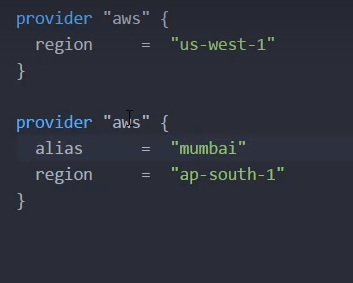 provider "aws" {
  region     =  "us-west-1"
}

provider "aws" {
  alias      =  "mumbai"
  region     =  "ap-south-1"
}